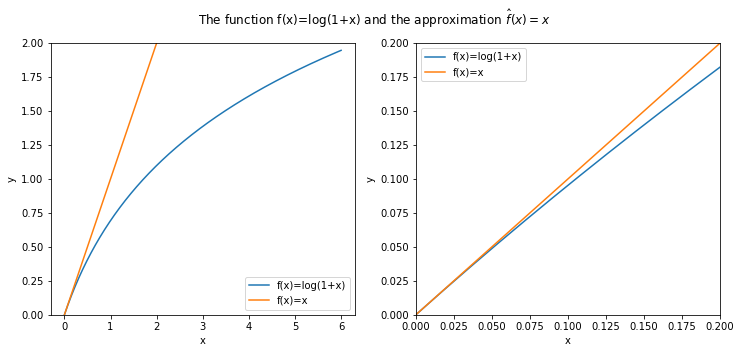 The function f(x)=log(1+x) and the approximation f̂(x) = x
2.00
1.75
1.50
1.25
1.00
0.75
0.50
0.25
0.00
y
0 1 2 3 4 5 6
x
f(x)=log(1+x)
f(x)=x
0.200
0.175
0.150
0.125
0.100
0.075
0.050
0.025
0.000
y
0.000 0.025 0.050 0.075 0.100 0.125 0.150 0.175 0.200
x
f(x)=log(1+x)
f(x)=x